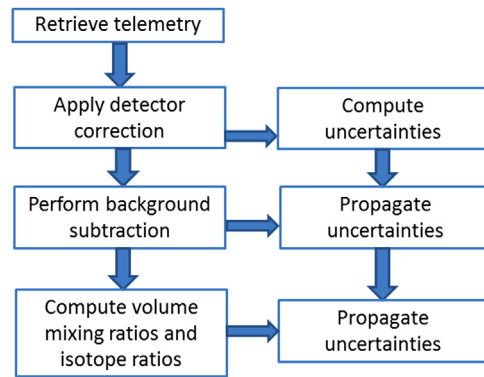 Retrieve telemetry
Apply detector
correction
Compute
uncertainties
Perform background
subtraction
Propagate
uncertainties
Compute volume
mixing ratios and
isotope ratios
Propagate
uncertainties